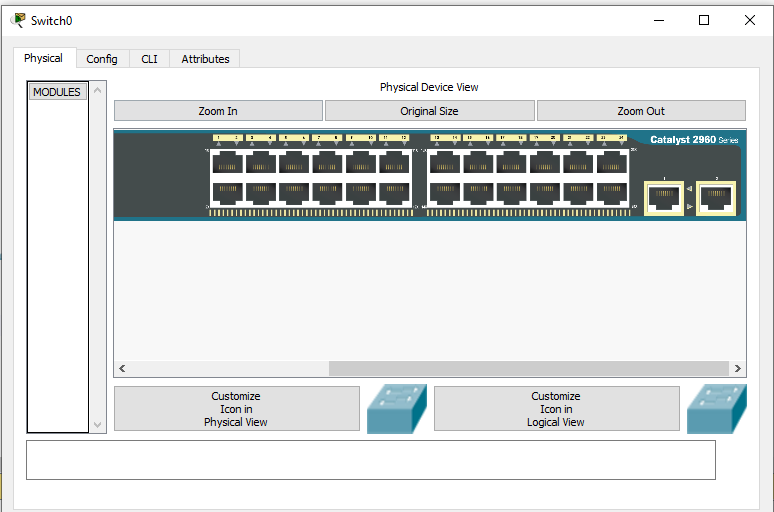 Switch0
Physical
Config
CLI
Attributes
MODULES
Physical Device View
Zoom In
Original Size
Zoom Out
Catalyst 2960 Series
1 2 3 4 5 6 7 8 9 10 11 12 13 14 15 16 17 18 19 20 21 22 23 24
1 2
Customize
Icon in
Physical View
Customize
Icon in
Logical View